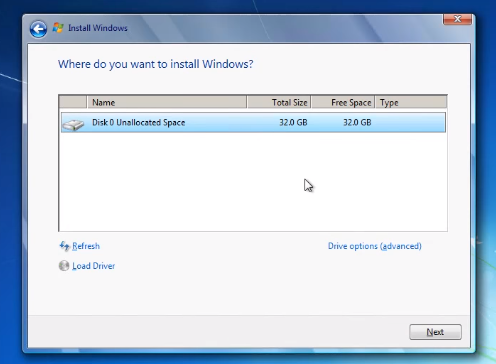 Install Windows
Where do you want to install Windows?
Name Total Size Free Space Type
Disk 0 Unallocated Space 32.0 GB 32.0 GB
Refresh Drive options (advanced)
Load Driver
Next